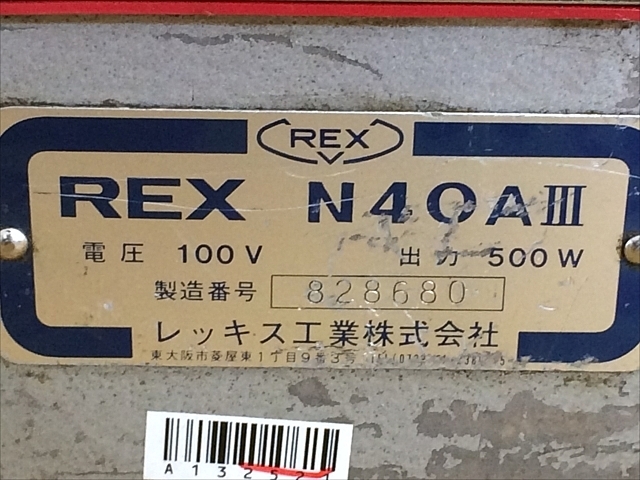 REX
REX N40AIII
電圧 100V 出力 500W
製造番号 828680
レッキス工業株式会社
東大阪市菱屋東1丁目9番3号
A132521